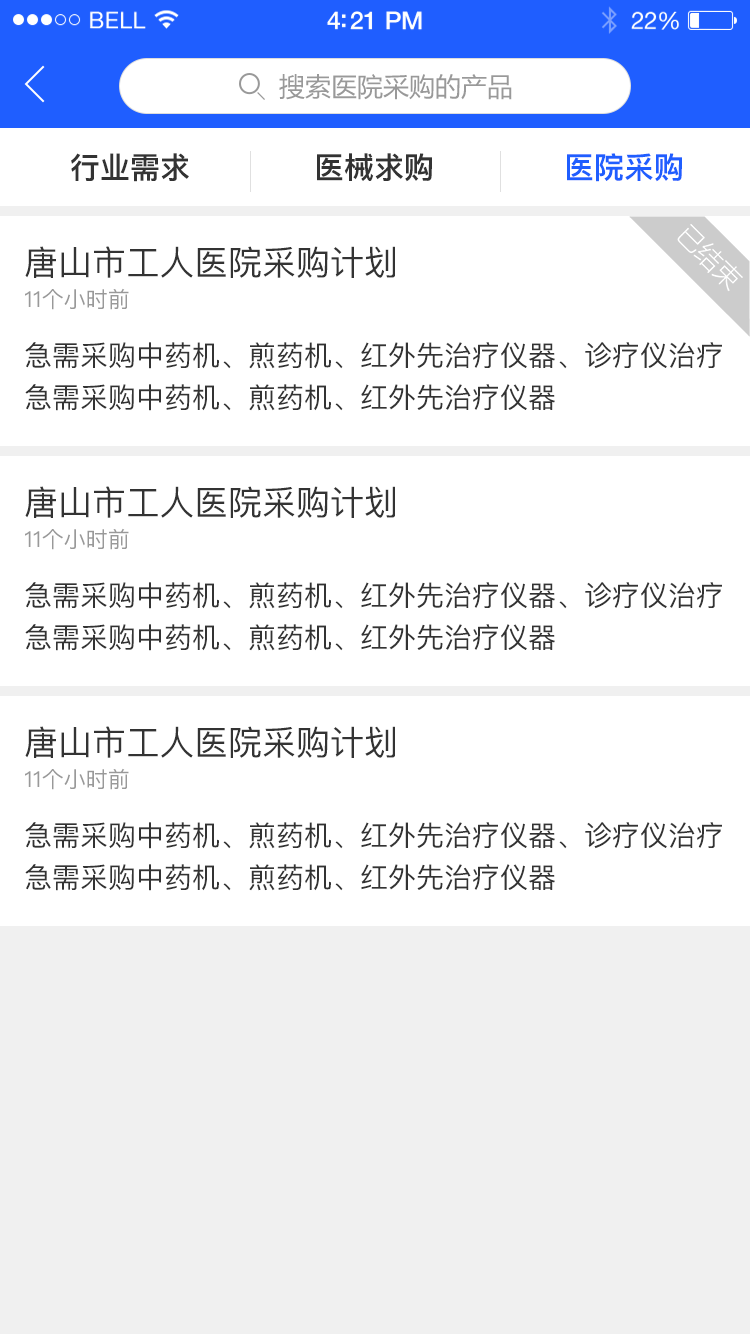 BELL 4:21 PM 22%
搜索医院采购的产品
行业需求 医械求购 医院采购
唐山市工人医院采购计划
已结束
11个小时前
急需采购中药机、煎药机、红外先治疗仪器、诊疗仪治疗
急需采购中药机、煎药机、红外先治疗仪器
唐山市工人医院采购计划
11个小时前
急需采购中药机、煎药机、红外先治疗仪器、诊疗仪治疗
急需采购中药机、煎药机、红外先治疗仪器
唐山市工人医院采购计划
11个小时前
急需采购中药机、煎药机、红外先治疗仪器、诊疗仪治疗
急需采购中药机、煎药机、红外先治疗仪器